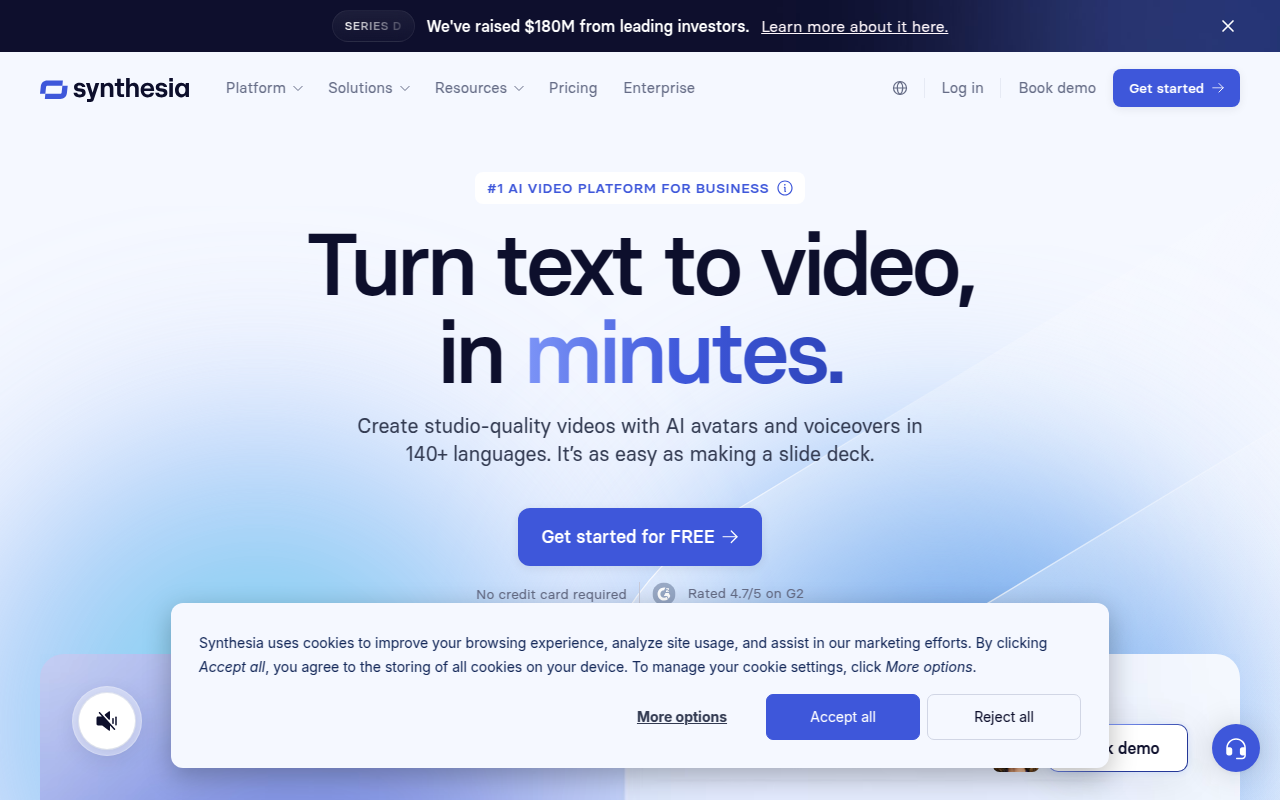 SERIES D We've raised $180M from leading investors. Learn more about it here.
synthesia Platform Solutions Resources Pricing Enterprise Log in Book demo Get started
#1 AI VIDEO PLATFORM FOR BUSINESS
Turn text to video,
in minutes.
Create studio-quality videos with AI avatars and voiceovers in
140+ languages. It's as easy as making a slide deck.
Get started for FREE
No credit card required Rated 4.7/5 on G2
Synthesia uses cookies to improve your browsing experience, analyze site usage, and assist in our marketing efforts. By clicking
Accept all, you agree to the storing of all cookies on your device. To manage your cookie settings, click More options.
More options Accept all Reject all
demo